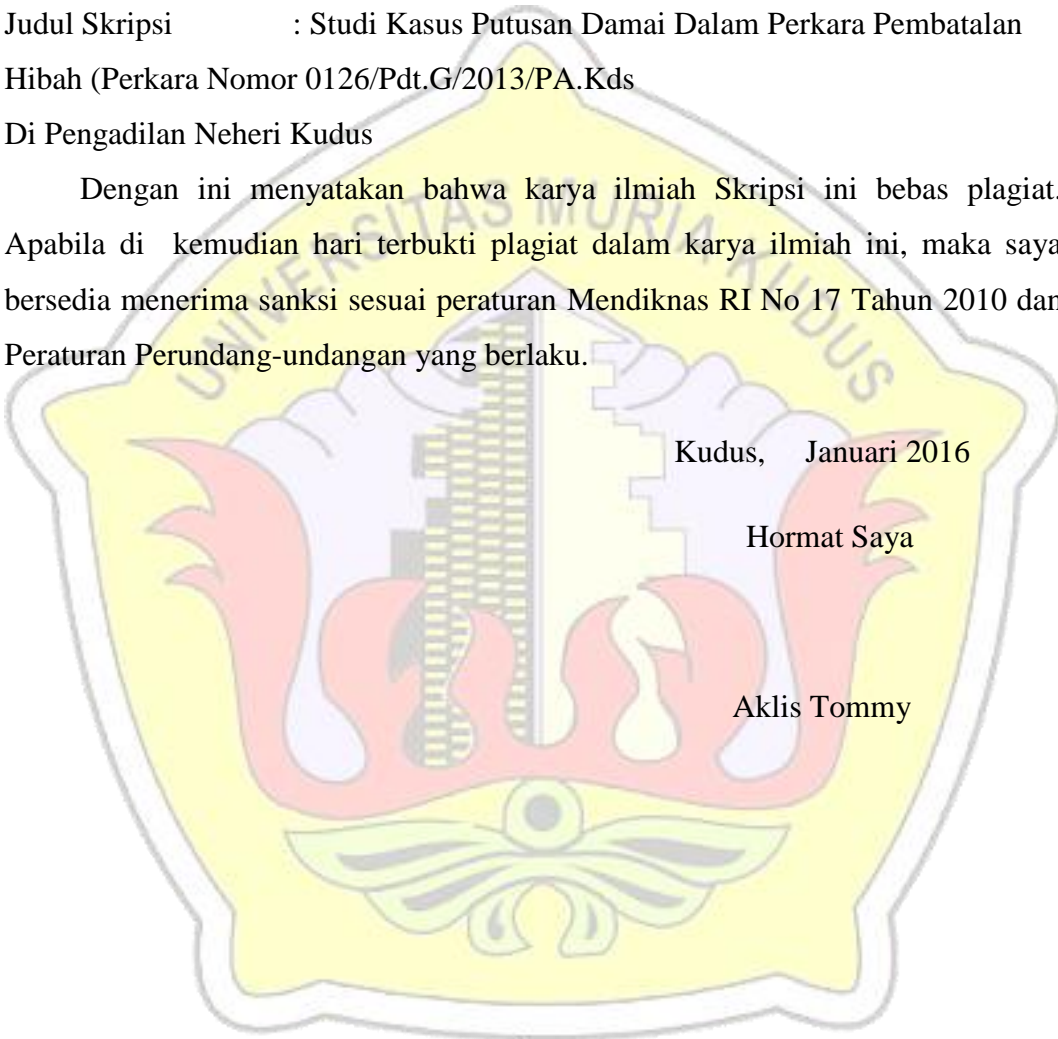 Judul Skripsi : Studi Kasus Putusan Damai Dalam Perkara Pembatalan
Hibah (Perkara Nomor 0126/Pdt.G/2013/PA.Kds
Di Pengadilan Neheri Kudus
Dengan ini menyatakan bahwa karya ilmiah Skripsi ini bebas plagiat.
Apabila di kemudian hari terbukti plagiat dalam karya ilmiah ini, maka saya
bersedia menerima sanksi sesuai peraturan Mendiknas RI No 17 Tahun 2010 dan
Peraturan Perundang-undangan yang berlaku.
UNIVERSITAS MURIA KUDUS
Kudus, Januari 2016
Hormat Saya
Aklis Tommy